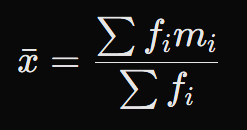 x̄ = ∑ fᵢmᵢ / ∑ fᵢ